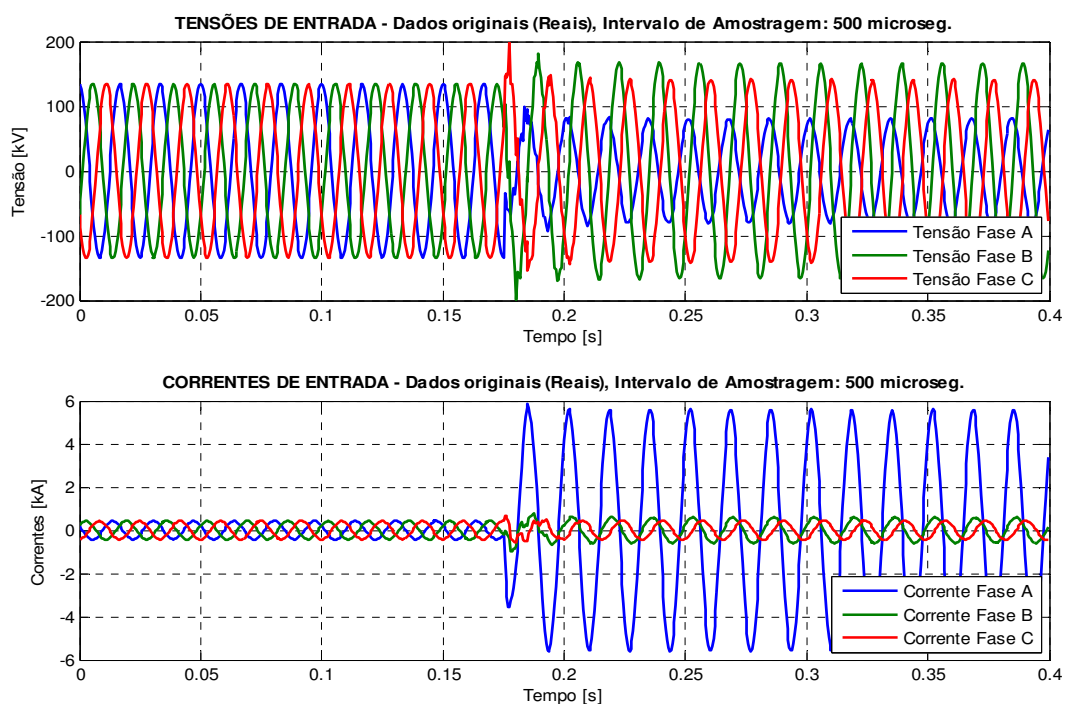 TENSÕES DE ENTRADA - Dados originais (Reais), Intervalo de Amostragem: 500 microseg.
200
100
0
-100
-200
Tensão [kV]
Tensão Fase A
Tensão Fase B
Tensão Fase C
0 0.05 0.1 0.15 0.2 0.25 0.3 0.35 0.4
Tempo [s]
CORRENTES DE ENTRADA - Dados originais (Reais), Intervalo de Amostragem: 500 microseg.
6
4
2
0
-2
-4
-6
Correntes [kA]
Corrente Fase A
Corrente Fase B
Corrente Fase C
0 0.05 0.1 0.15 0.2 0.25 0.3 0.35 0.4
Tempo [s]